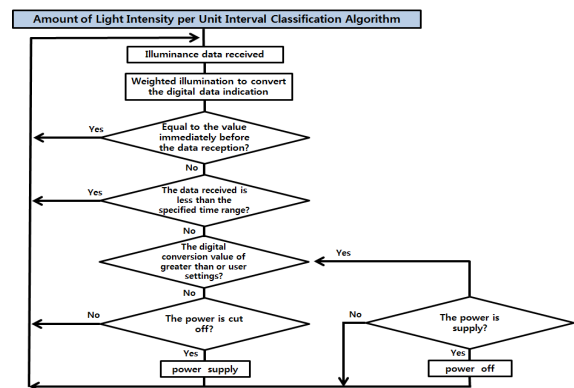 Amount of Light Intensity per Unit Interval Classification Algorithm
Illuminance data received
Weighted illumination to convert
the digital data indication
Yes
Equal to the value
immediately before
the data reception?
No
Yes
The data received is
less than the
specified time range?
No
The digital
conversion value of
greater than or user
settings?
Yes
No
No
The power is cut
off?
No
The power is
supply?
Yes
power supply
Yes
power off